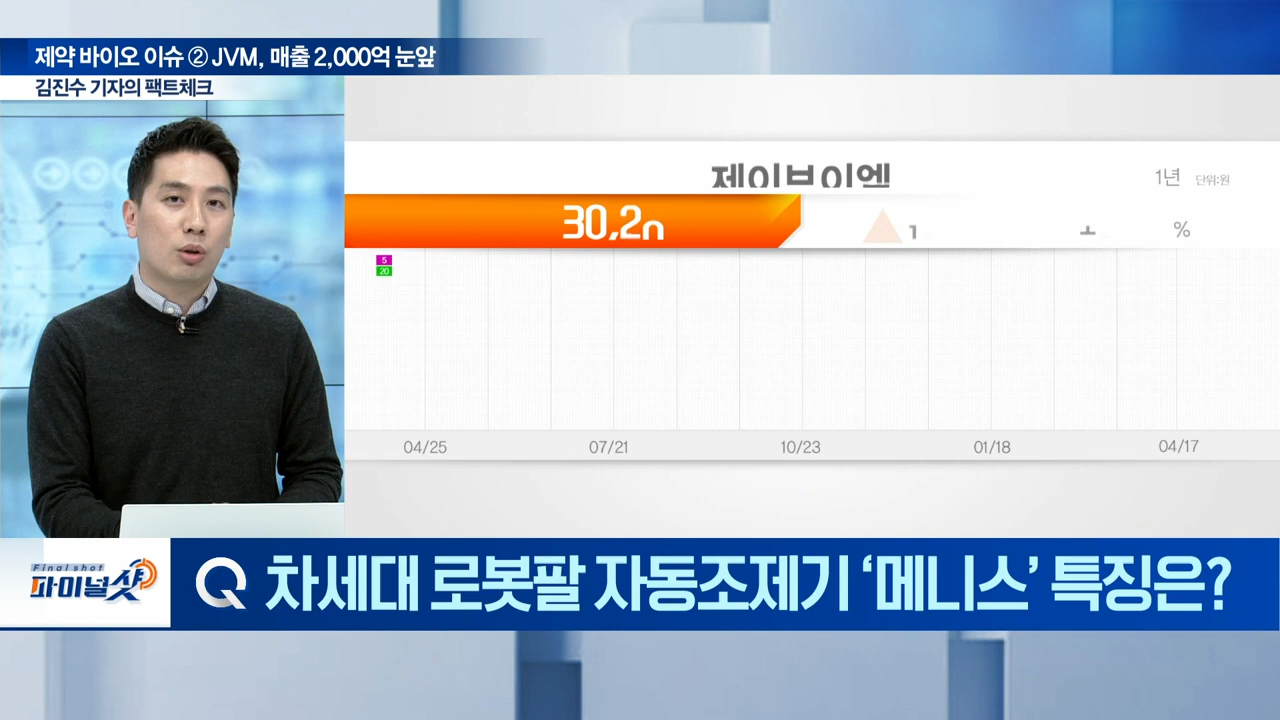 제약 바이오 이슈 ② JVM, 매출 2,000억 눈앞
김진수 기자의 팩트체크
제이브이엠
1년 단위:원
%
5
20
04/25 07/21 10/23 01/18 04/17
Final shot
파이널샷
Q 차세대 로봇팔 자동조제기 ‘메니스’ 특징은?